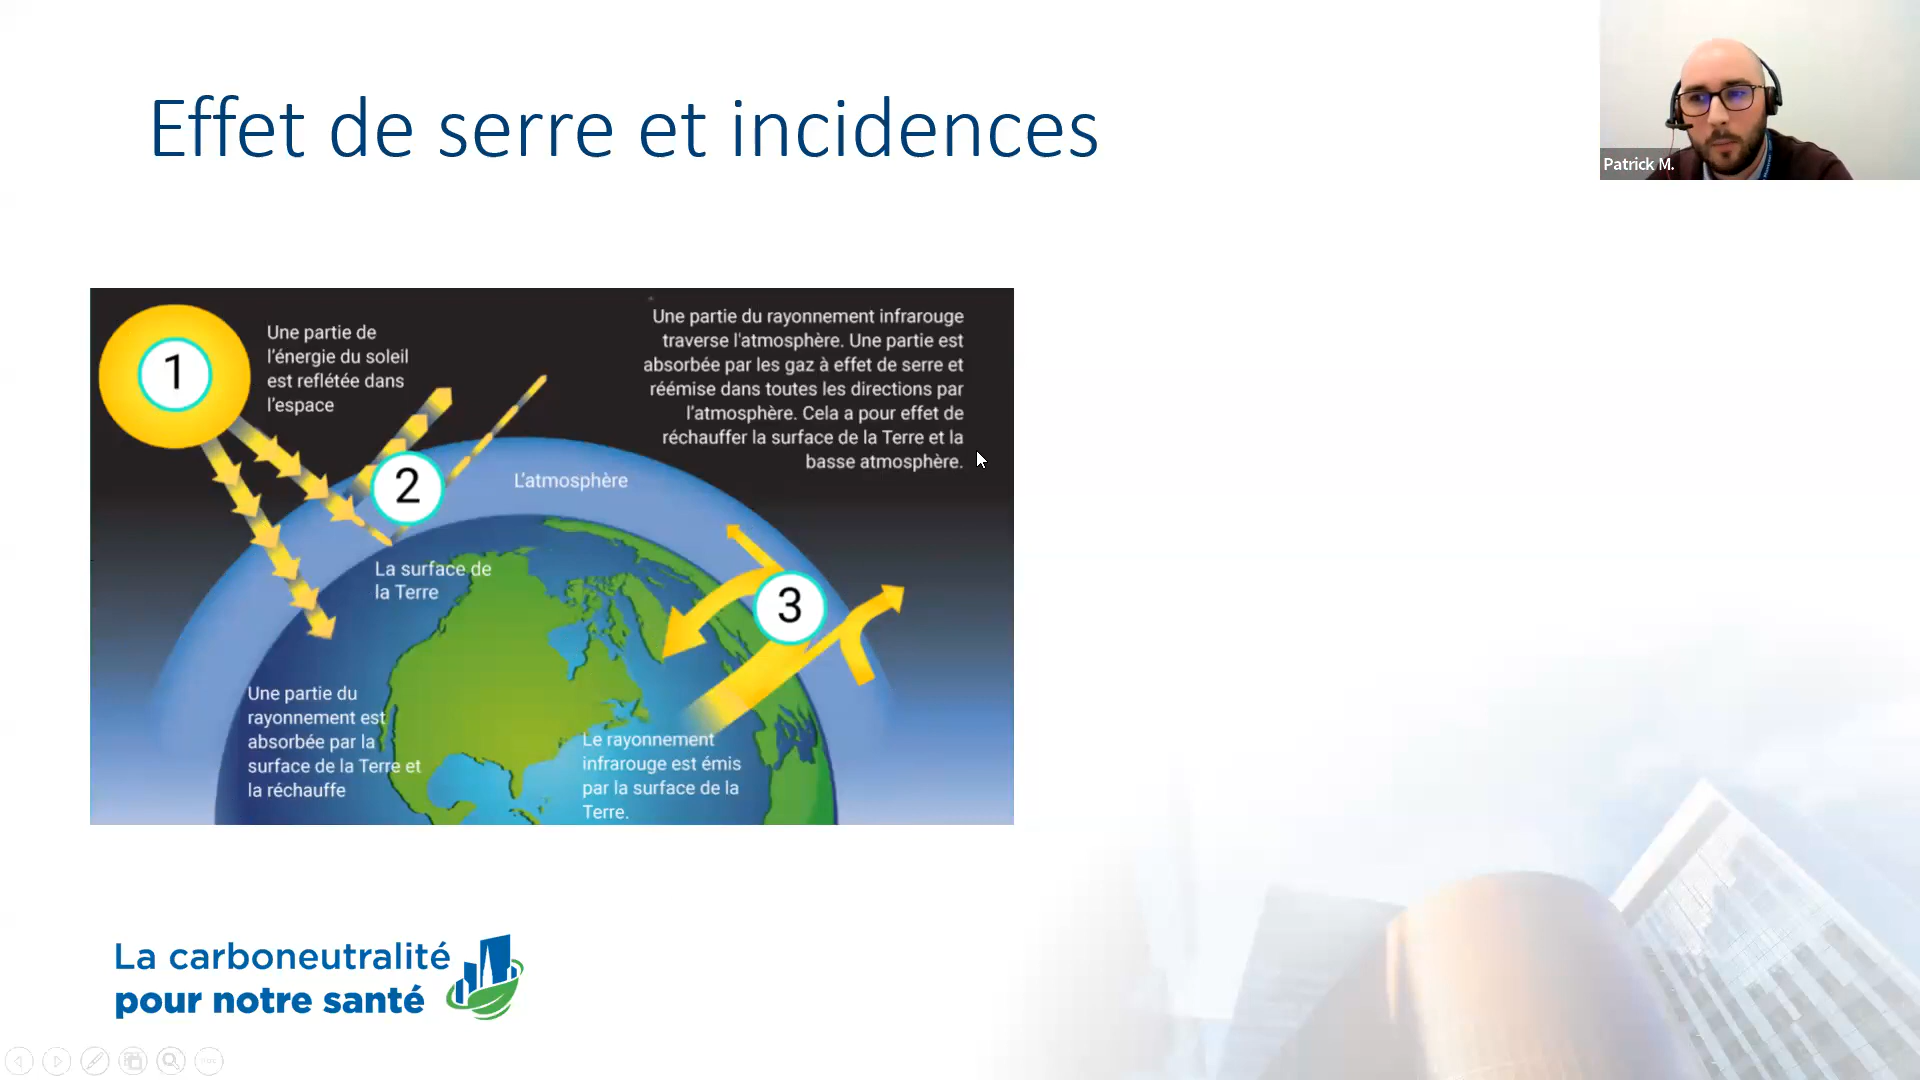 Effet de serre et incidences
Patrick M.
1
Une partie de
l'énergie du soleil
est reflétée dans
l'espace
Une partie du rayonnement infrarouge
traverse l'atmosphère. Une partie est
absorbée par les gaz à effet de serre et
réémise dans toutes les directions par
l'atmosphère. Cela a pour effet de
réchauffer la surface de la Terre et la
basse atmosphère.
2
L'atmosphère
La surface de
la Terre
3
Une partie du
rayonnement est
absorbée par la
surface de la Terre et
la réchauffe
Le rayonnement
infrarouge est émis
par la surface de la
Terre.
La carboneutralité
pour notre santé